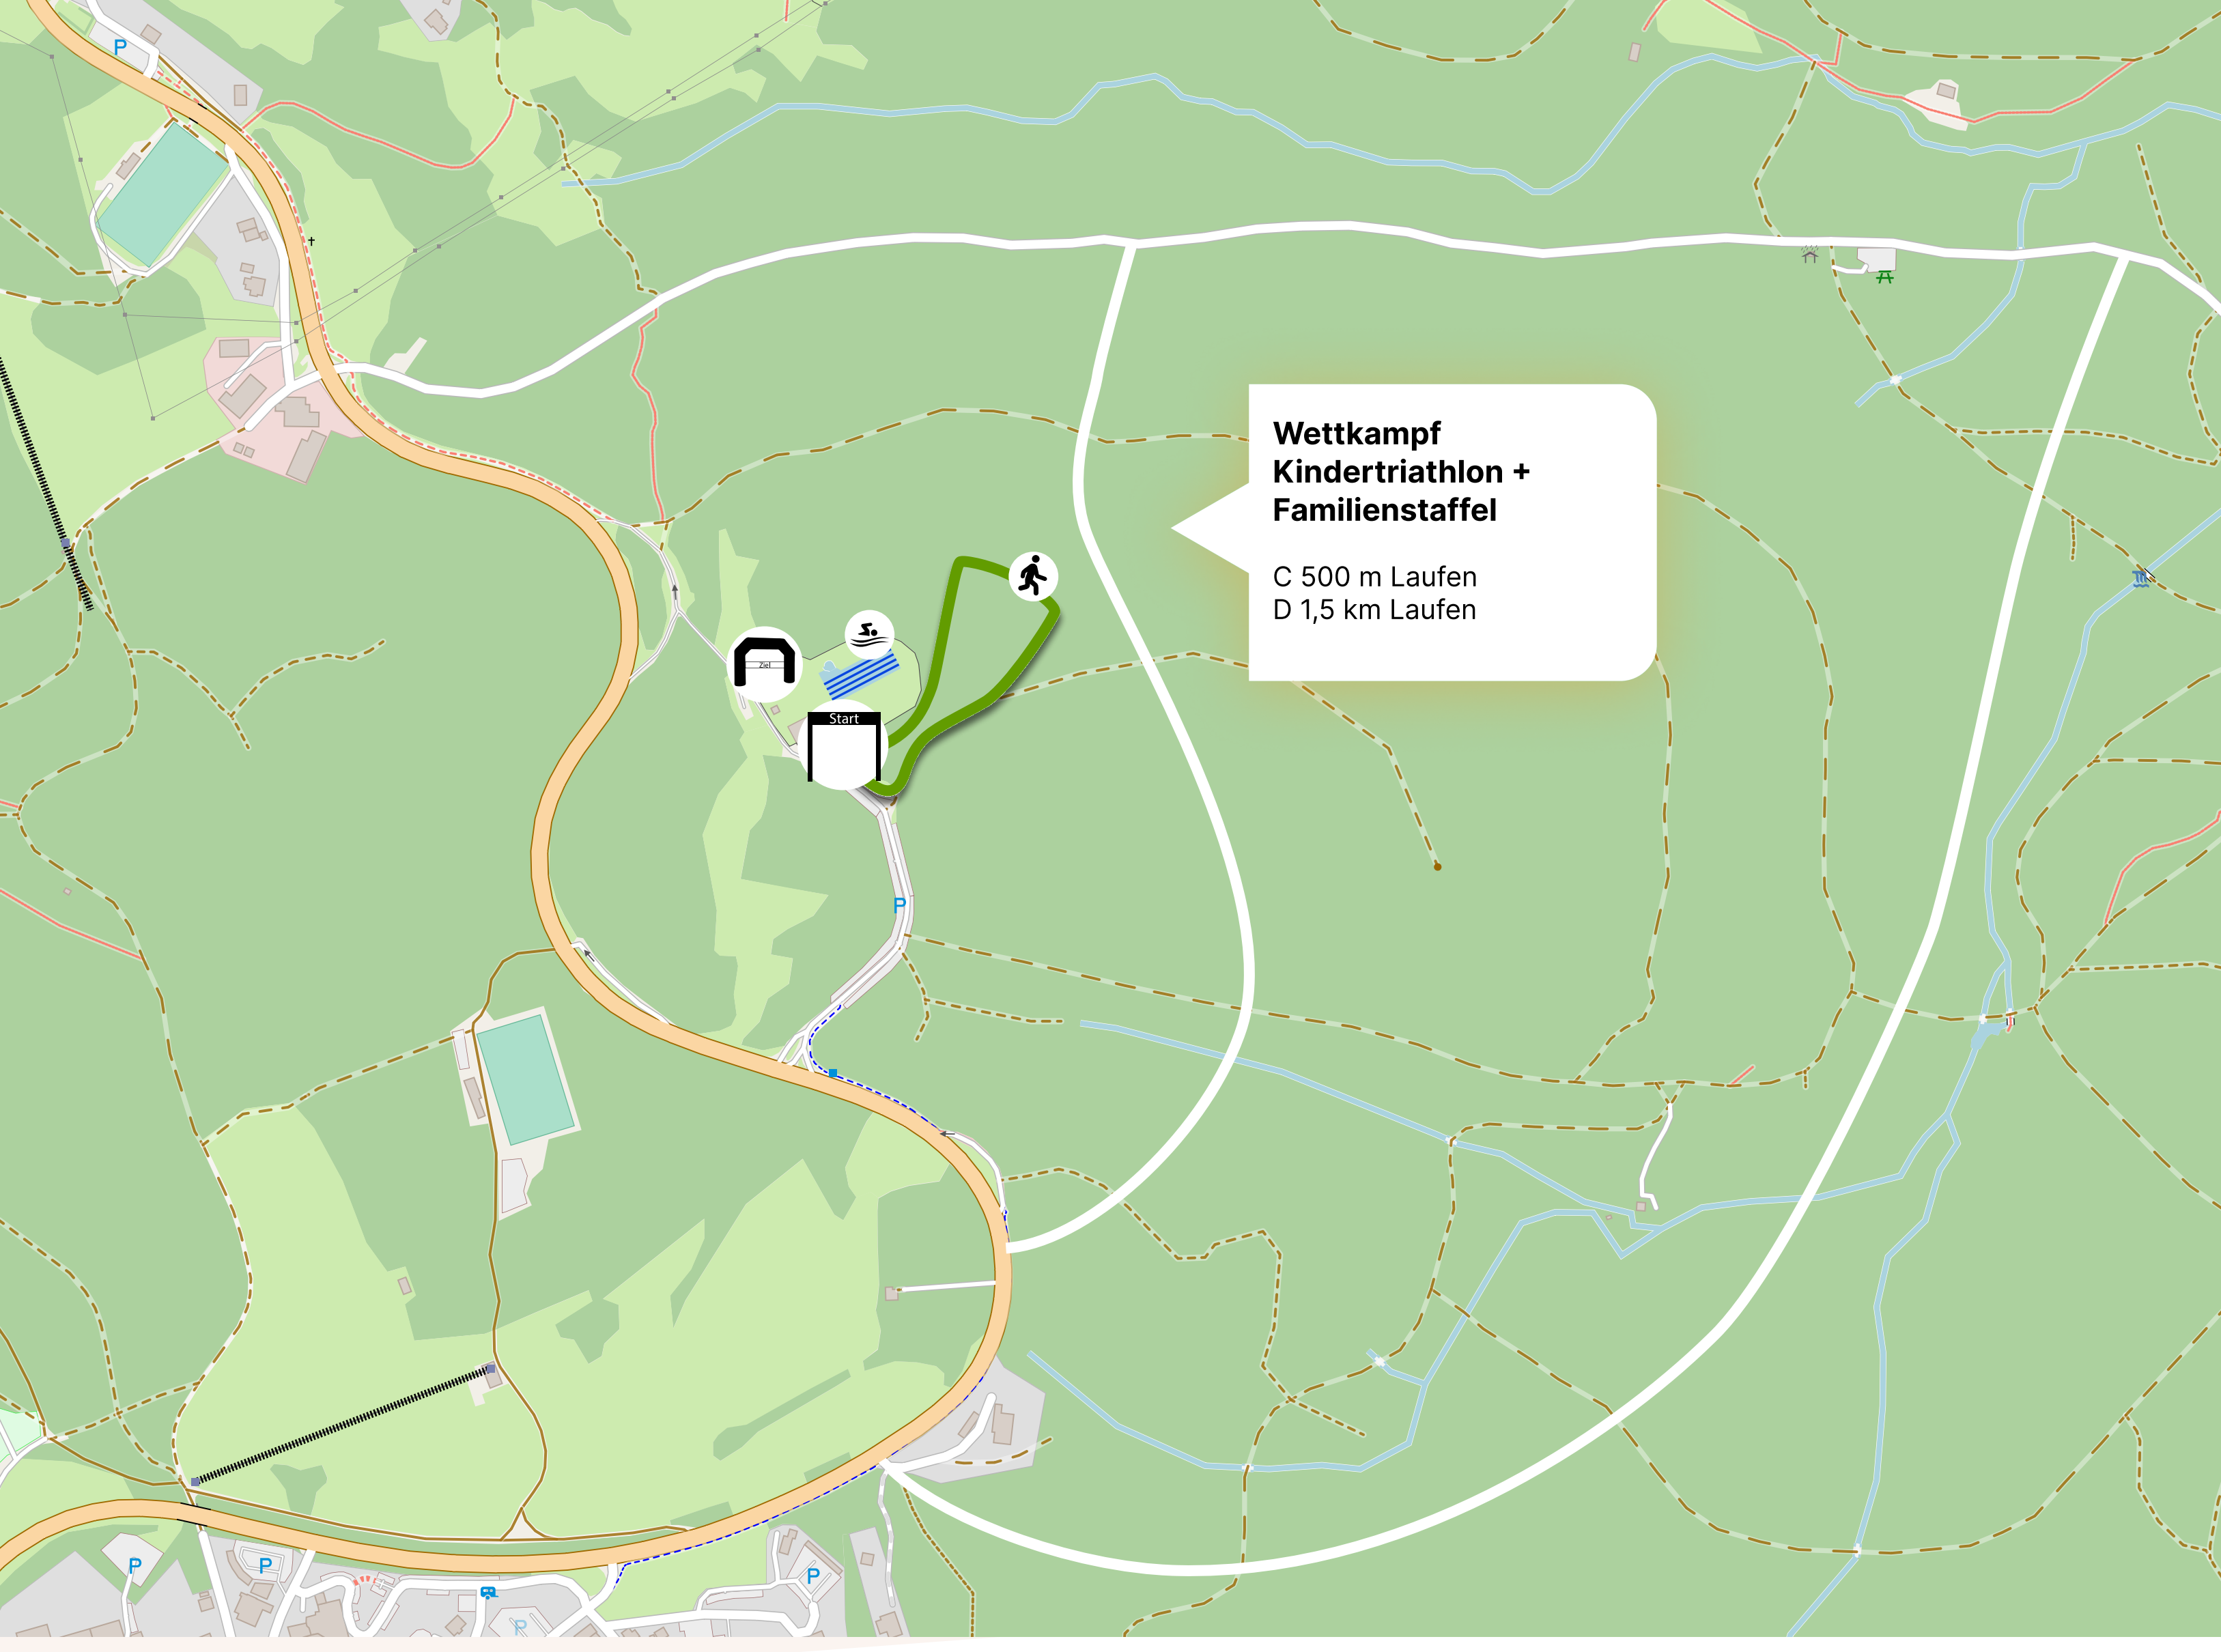 P
Wettkampf
Kindertriathlon +
Familienstaffel
C 500 m Laufen
D 1,5 km Laufen
Ziel
Start
P
P
P
P
P